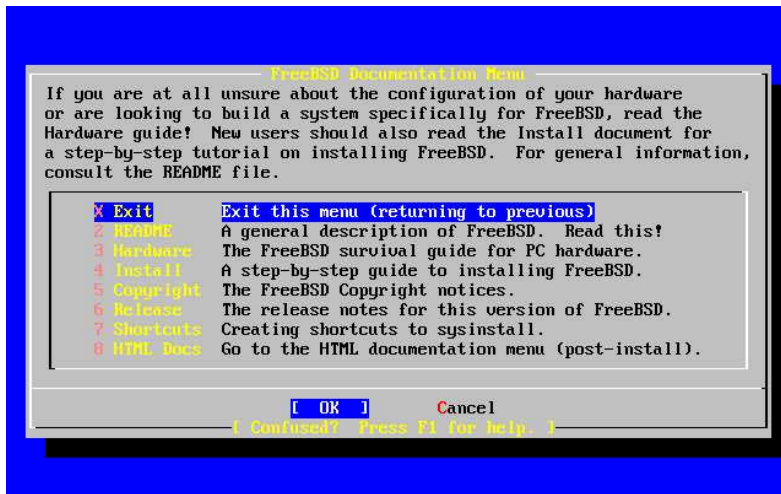 FreeBSD Documentation Menu
If you are at all unsure about the configuration of your hardware
or are looking to build a system specifically for FreeBSD, read the
Hardware guide! New users should also read the Install document for
a step-by-step tutorial on installing FreeBSD. For general information,
consult the README file.
X Exit Exit this menu (returning to previous)
2 README A general description of FreeBSD. Read this!
3 Hardware The FreeBSD survival guide for PC hardware.
4 Install A step-by-step guide to installing FreeBSD.
5 Copyright The FreeBSD Copyright notices.
6 Release The release notes for this version of FreeBSD.
7 Shortcuts Creating shortcuts to sysinstall.
8 HTML Docs Go to the HTML documentation menu (post-install).
[ OK ] Cancel
[ Confused? Press F1 for help. ]